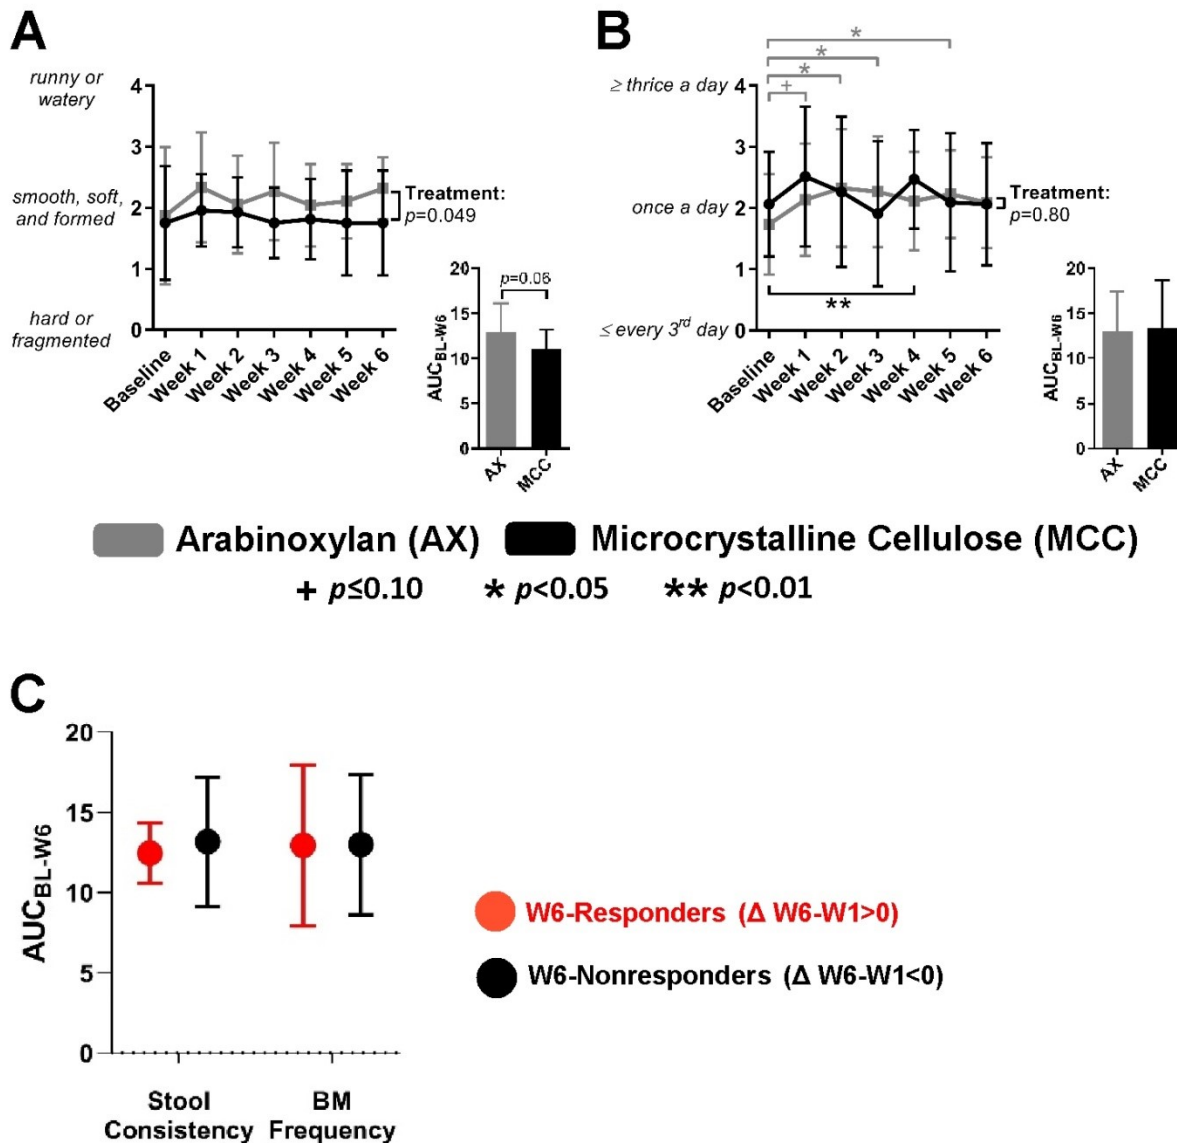 A
runny or
watery
smooth, soft,
and formed
hard or
fragmented
4
3
2
1
0
Treatment:
p=0.049
Baseline
Week 1
Week 2
Week 3
Week 4
Week 5
Week 6
AUCBL-W6
20
15
10
5
0
p=0.06
AX
MCC
B
≥ thrice a day
once a day
≤ every 3rd day
4
3
2
1
0
*
*
*
+
**
Treatment:
p=0.80
Baseline
Week 1
Week 2
Week 3
Week 4
Week 5
Week 6
AUCBL-W6
20
15
10
5
0
AX
MCC
Arabinoxylan (AX) Microcrystalline Cellulose (MCC)
+ p≤0.10 * p<0.05 ** p<0.01
C
AUCBL-W6
20
15
10
5
0
Stool
Consistency
BM
Frequency
W6-Responders (Δ W6-W1>0)
W6-Nonresponders (Δ W6-W1<0)